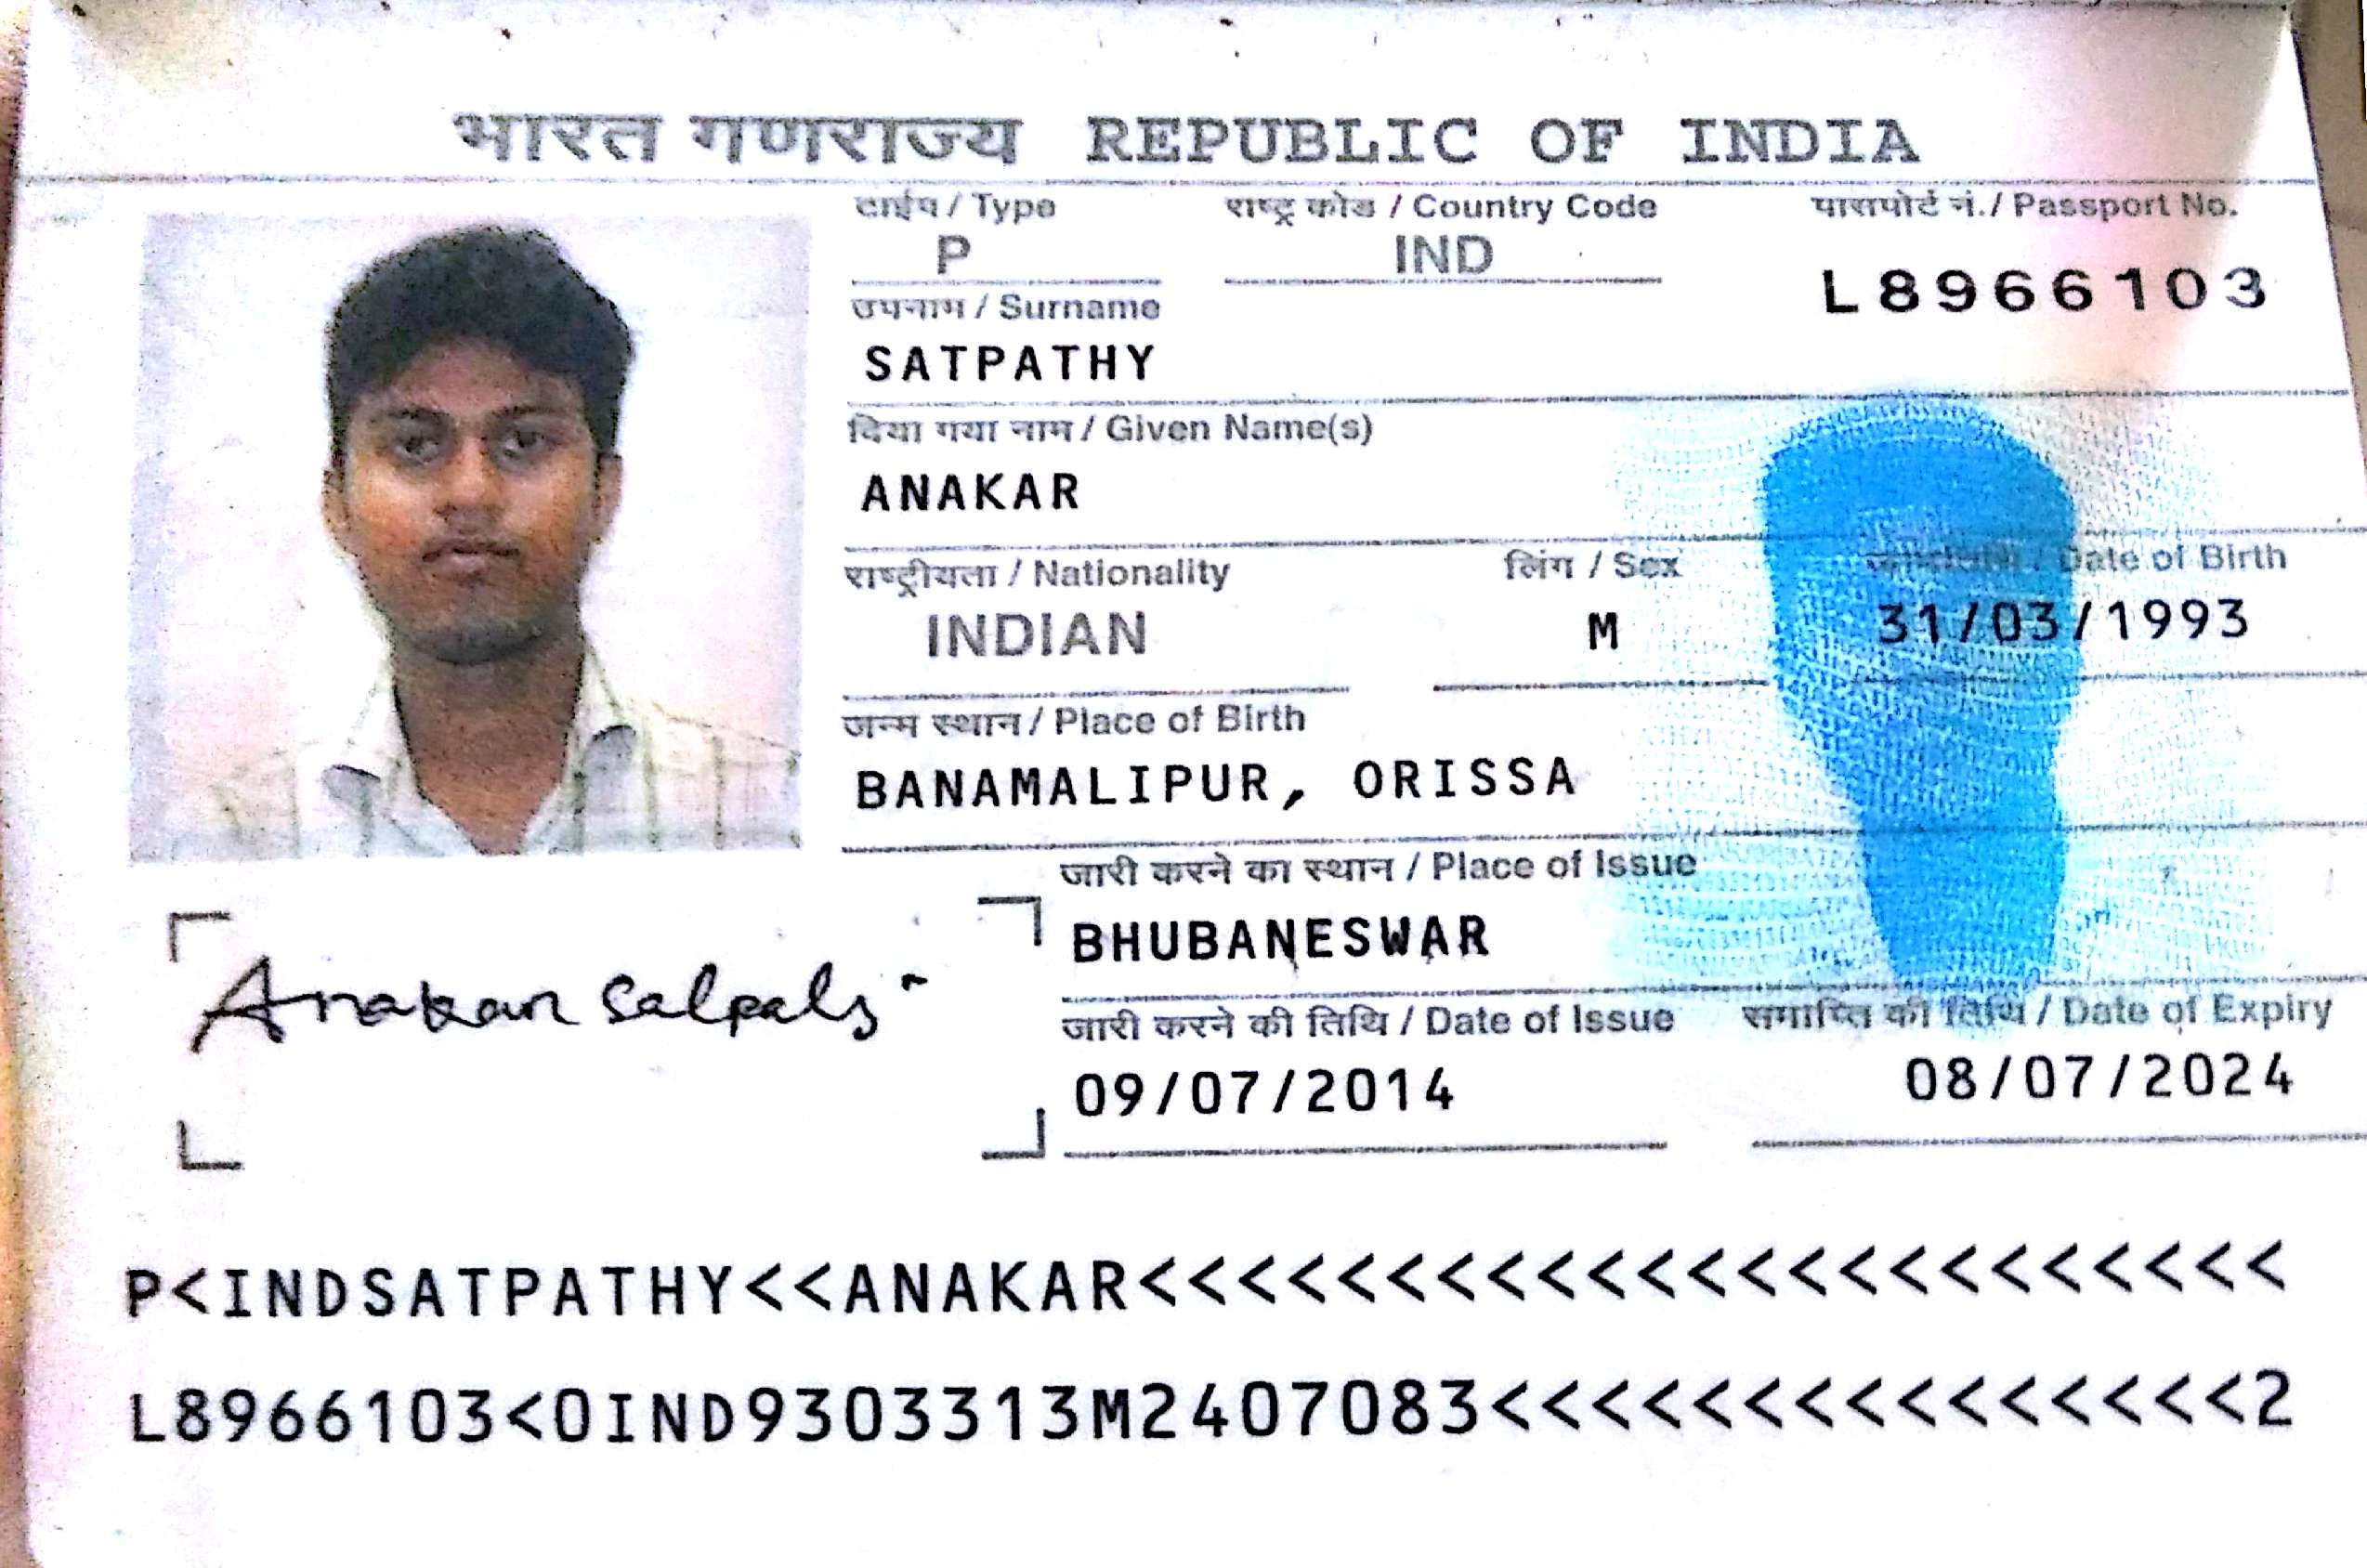 भारत गणराज्य REPUBLIC OF INDIA
टाईप / Type राष्ट्र कोड / Country Code पासपोर्ट नं./ Passport No.
P IND L8966103
उपनाम / Surname
SATPATHY
दिया गया नाम / Given Name(s)
ANAKAR
राष्ट्रीयता / Nationality लिंग / Sex जन्मतिथि / Date of Birth
INDIAN M 31/03/1993
जन्म स्थान / Place of Birth
BANAMALIPUR, ORISSA
जारी करने का स्थान / Place of Issue
BHUBANESWAR
जारी करने की तिथि / Date of Issue समाप्ति की तिथि / Date of Expiry
09/07/2014 08/07/2024
Anakar
P<INDSATPATHY<<ANAKAR<<<<<<<<<<<<<<<<<<<<<<<
L8966103<0IND9303313M2407083<<<<<<<<<<<<<<<2